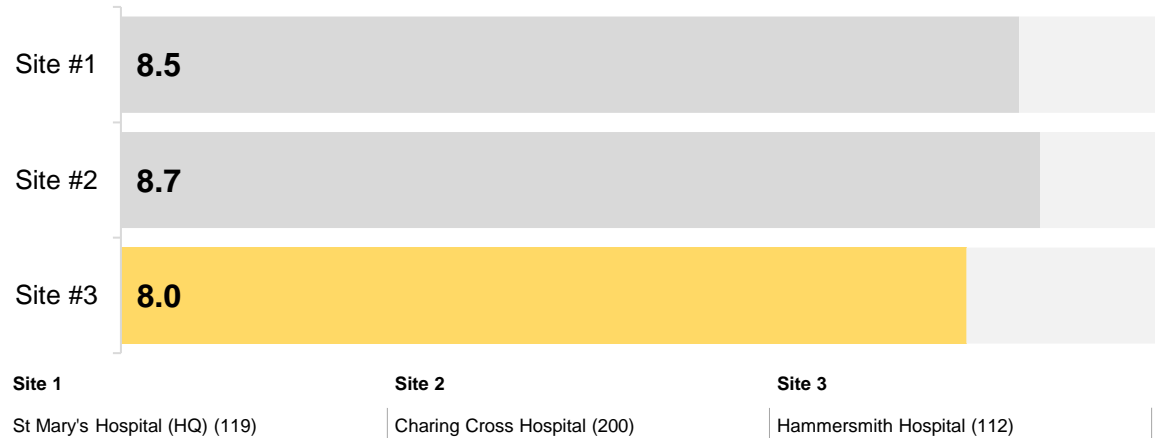 Site #1 8.5
Site #2 8.7
Site #3 8.0
Site 1 Site 2 Site 3
St Mary's Hospital (HQ) (119) Charing Cross Hospital (200) Hammersmith Hospital (112)